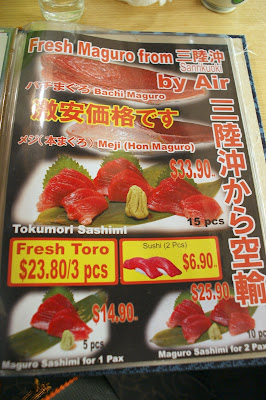 Fresh Maguro from 三陸沖
Sanrikuoki
by Air
バチまぐろ Bachi Maguro
激安価格です
メジ(本まぐろ) Meji (Hon Maguro)
三陸沖から空輸
$33.90
15 pcs
Tokumori Sashimi
Fresh Toro
$23.80/3 pcs
Sushi (2 Pcs)
$6.90
$14.90
5 pcs
Maguro Sashimi for 1 Pax
$25.90
10 pcs
Maguro Sashimi for 2 Pax